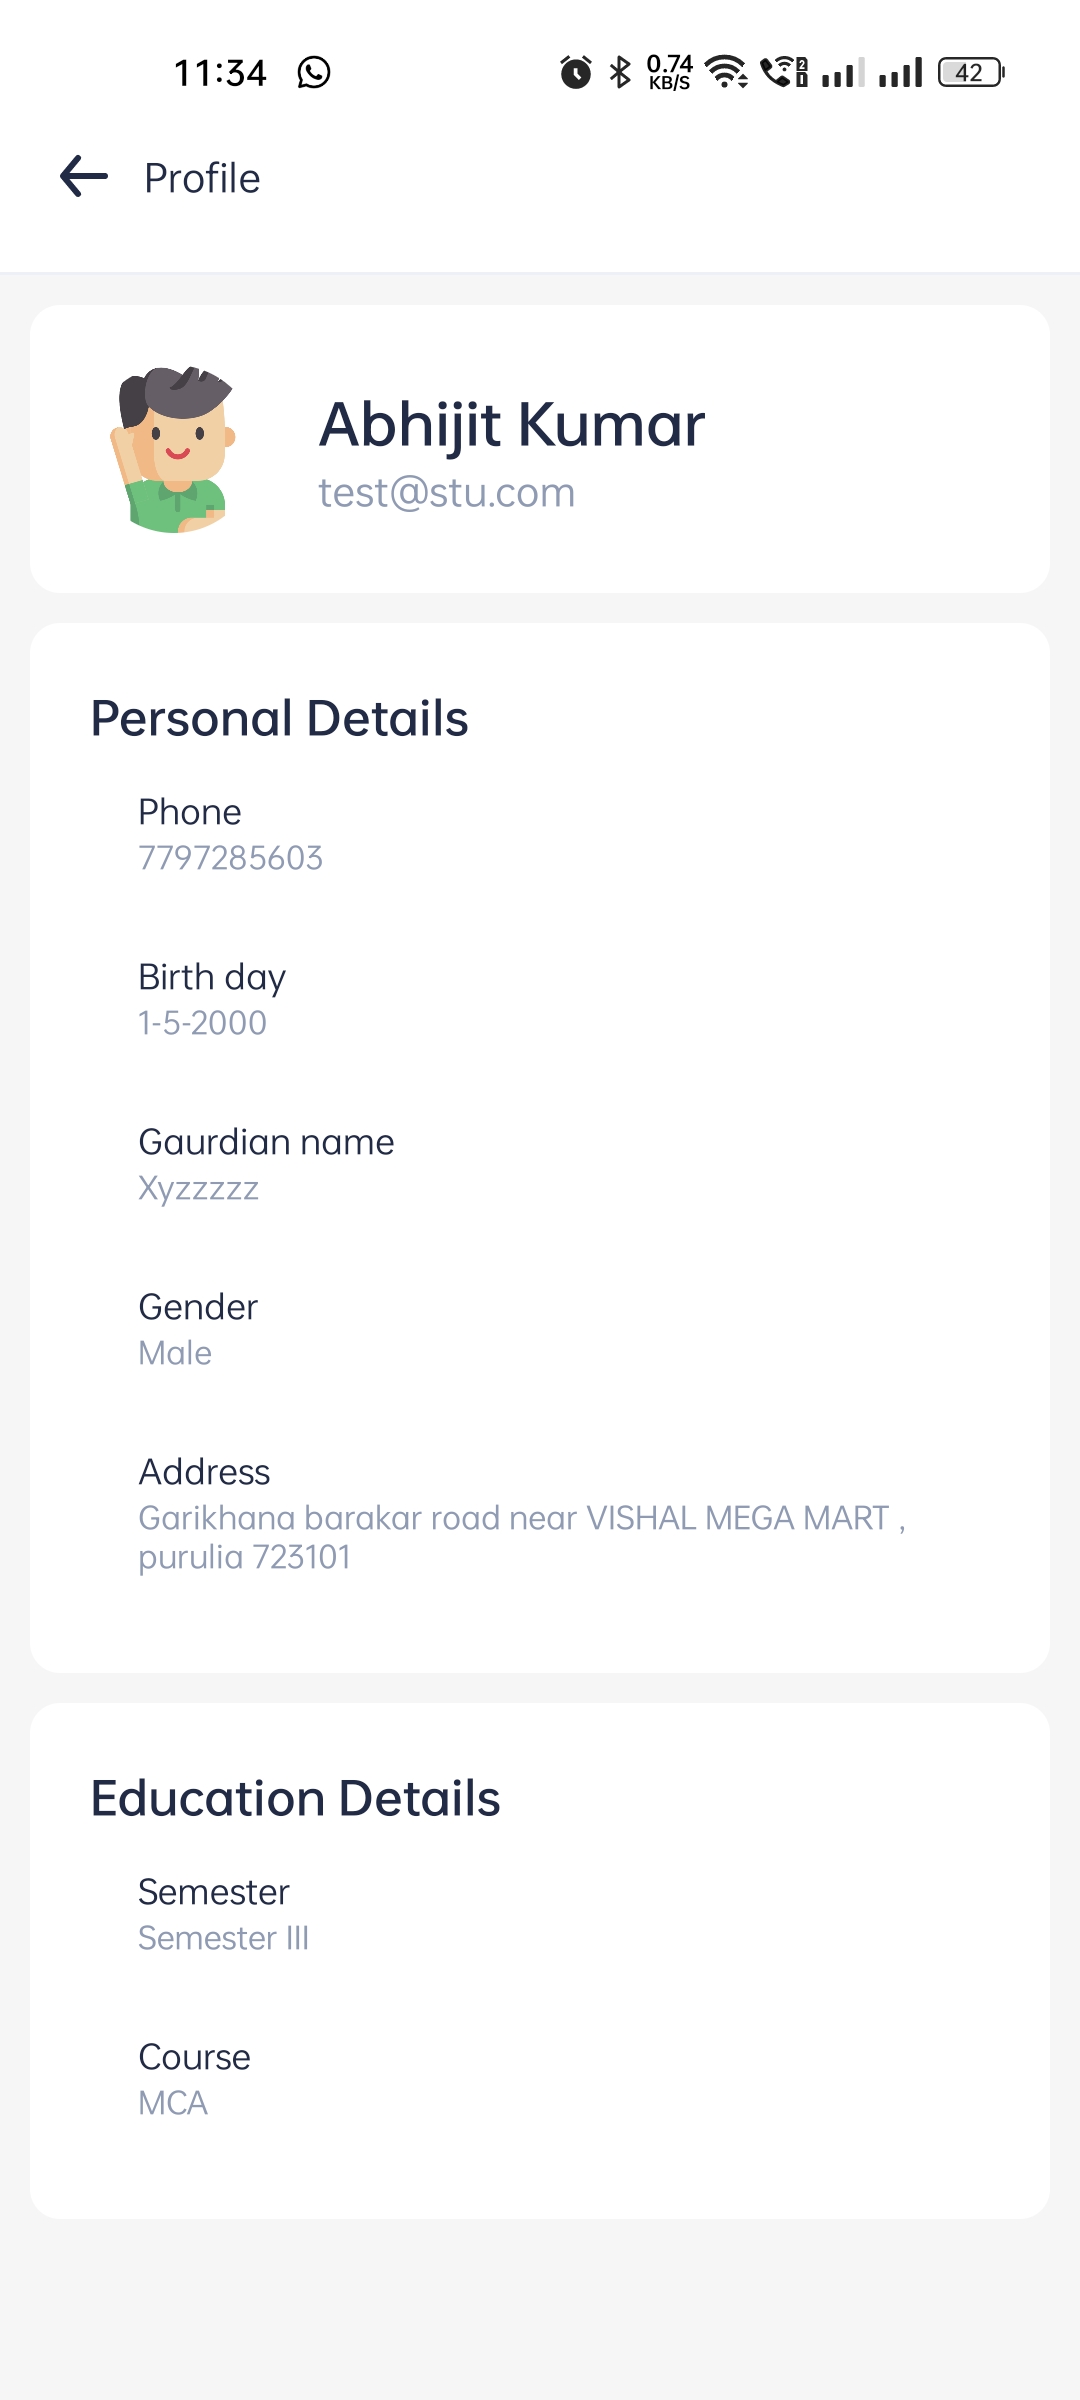 11:34
0.74
KB/S
2
1
42
Profile
Abhijit Kumar
test@stu.com
Personal Details
Phone
7797285603
Birth day
1-5-2000
Gaurdian name
Xyzzzzz
Gender
Male
Address
Garikhana barakar road near VISHAL MEGA MART ,
purulia 723101
Education Details
Semester
Semester III
Course
MCA